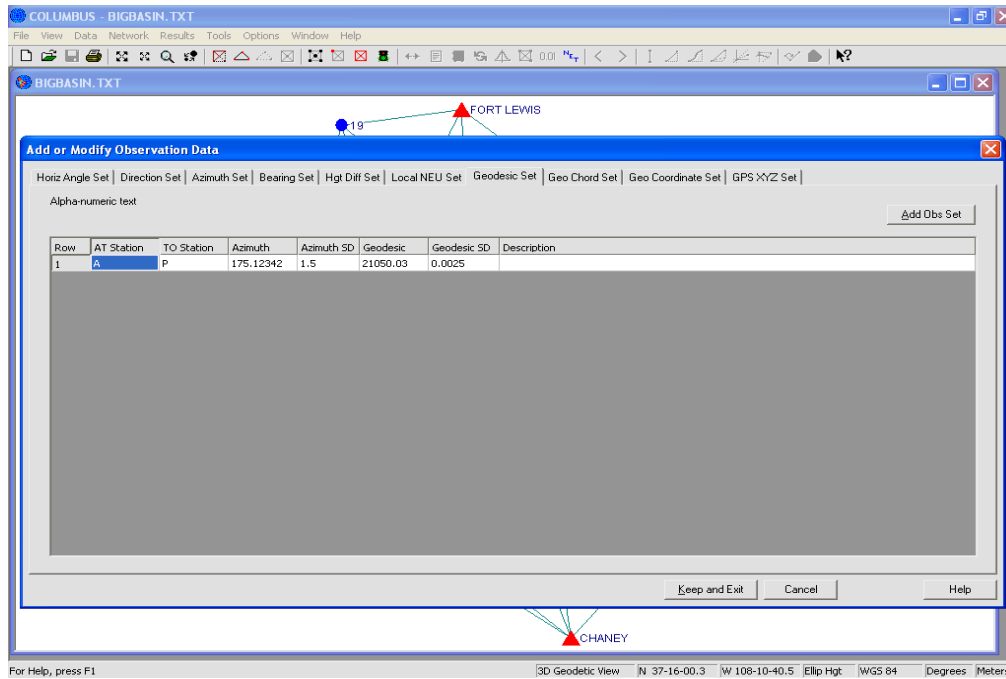 COLUMBUS - BIGBASIN.TXT
File View Data Network Results Tools Options Window Help
BIGBASIN.TXT
FORT LEWIS
19
Add or Modify Observation Data
Horiz Angle Set Direction Set Azimuth Set Bearing Set Hgt Diff Set Local NEU Set Geodesic Set Geo Chord Set Geo Coordinate Set GPS XYZ Set
Alpha-numeric text
Add Obs Set
Row AT Station TO Station Azimuth Azimuth SD Geodesic Geodesic SD Description
1 A P 175.12342 1.5 21050.03 0.0025
Keep and Exit Cancel Help
CHANEY
For Help, press F1 3D Geodetic View N 37-16-00.3 W 108-10-40.5 Ellip Hgt WGS 84 Degrees Meter